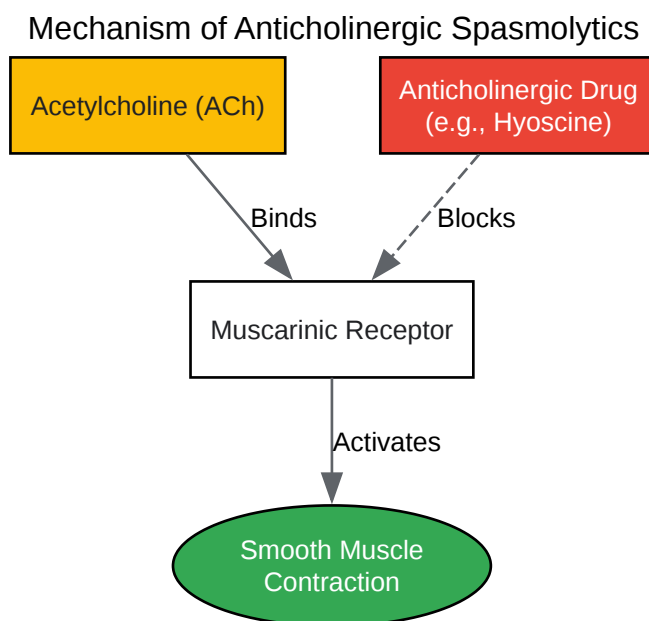 Mechanism of Anticholinergic Spasmolytics
Acetylcholine (ACh)
Anticholinergic Drug
(e.g., Hyoscine)
Binds
Blocks
Muscarinic Receptor
Activates
Smooth Muscle
Contraction